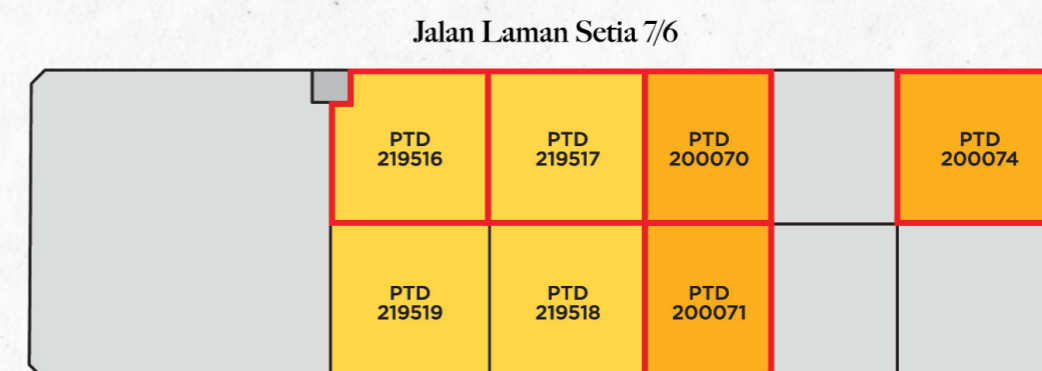 Jalan Laman Setia 7/6
PTD
219516
PTD
219517
PTD
200070
PTD
200074
PTD
219519
PTD
219518
PTD
200071